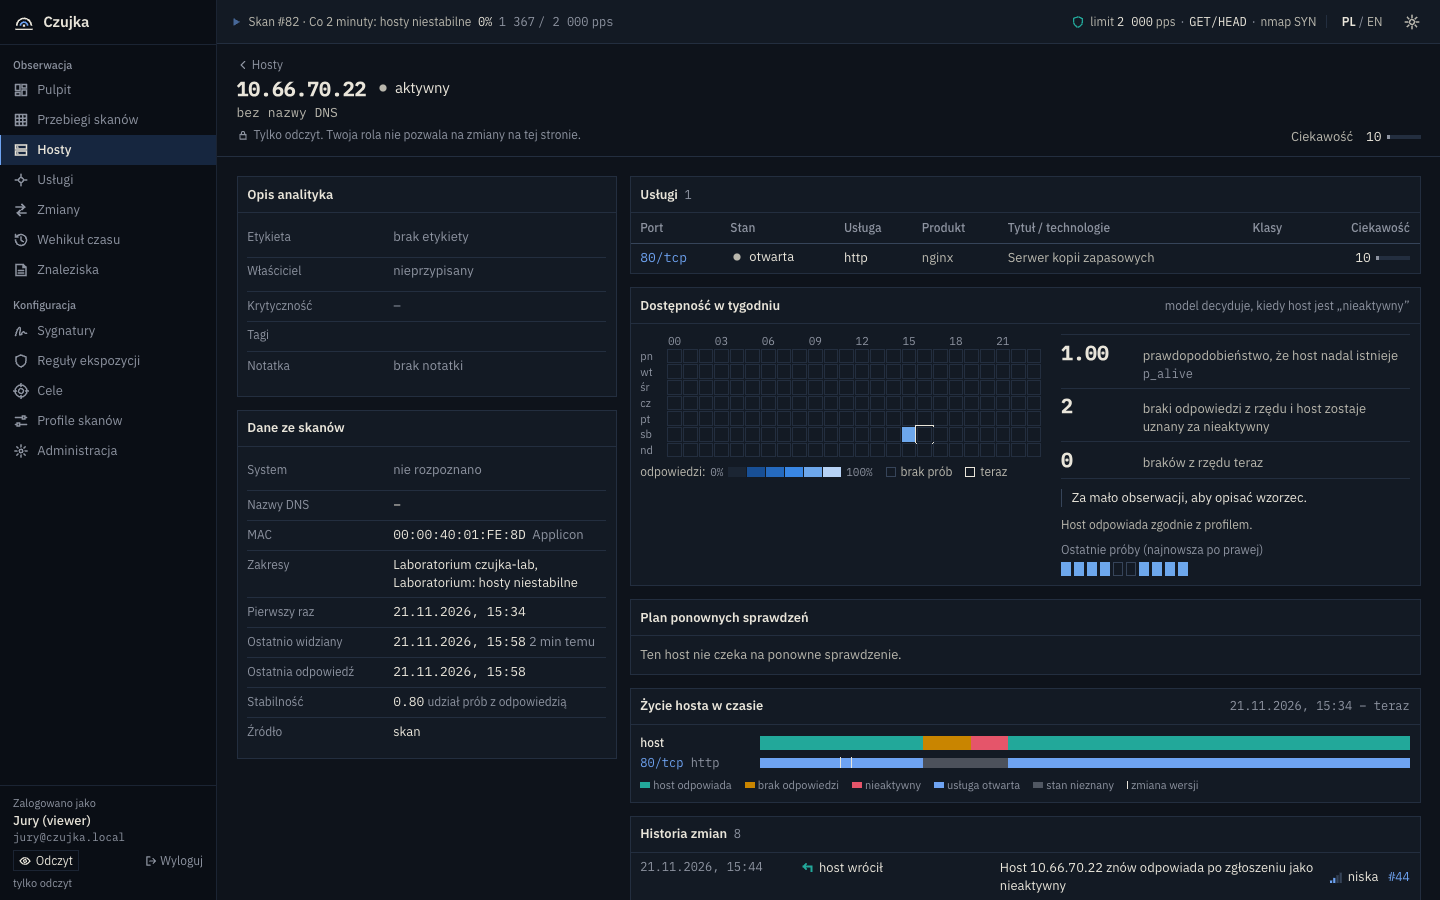 Czujka
Skan #82 · Co 2 minuty: hosty niestabilne 0% 1 367 / 2 000 pps
limit 2 000 pps · GET/HEAD · nmap SYN
PL / EN
Obserwacja
Pulpit
Przebiegi skanów
Hosty
Usługi
Zmiany
Wehikuł czasu
Znaleziska
Konfiguracja
Sygnatury
Reguły ekspozycji
Cele
Profile skanów
Administracja
Zalogowano jako
Jury (viewer)
jury@czujka.local
Odczyt
Wyloguj
tylko odczyt
Hosty
10.66.70.22 aktywny
bez nazwy DNS
Tylko odczyt. Twoja rola nie pozwala na zmiany na tej stronie.
Ciekawość 10
Opis analityka
Etykieta brak etykiety
Właściciel nieprzypisany
Krytyczność –
Tagi
Notatka brak notatki
Dane ze skanów
System nie rozpoznano
Nazwy DNS –
MAC 00:00:40:01:FE:8D Applicon
Zakresy Laboratorium czujka-lab,
Laboratorium: hosty niestabilne
Pierwszy raz 21.11.2026, 15:34
Ostatnio widziany 21.11.2026, 15:58 2 min temu
Ostatnia odpowiedź 21.11.2026, 15:58
Stabilność 0.80 udział prób z odpowiedzią
Źródło skan
Usługi 1
Port Stan Usługa Produkt Tytuł / technologie Klasy Ciekawość
80/tcp otwarta http nginx Serwer kopii zapasowych 10
Dostępność w tygodniu
model decyduje, kiedy host jest „nieaktywny”
00 03 06 09 12 15 18 21
pn
wt
śr
cz
pt
sb
nd
odpowiedzi: 0% 100% brak prób teraz
1.00 prawdopodobieństwo, że host nadal istnieje
p_alive
2 braki odpowiedzi z rzędu i host zostaje
uznany za nieaktywny
0 braków z rzędu teraz
Za mało obserwacji, aby opisać wzorzec.
Host odpowiada zgodnie z profilem.
Ostatnie próby (najnowsza po prawej)
Plan ponownych sprawdzeń
Ten host nie czeka na ponowne sprawdzenie.
Życie hosta w czasie
21.11.2026, 15:34 – teraz
host
80/tcp http
host odpowiada brak odpowiedzi nieaktywny usługa otwarta stan nieznany zmiana wersji
Historia zmian 8
21.11.2026, 15:44 host wrócił Host 10.66.70.22 znów odpowiada po zgłoszeniu jako
nieaktywny
niska #44